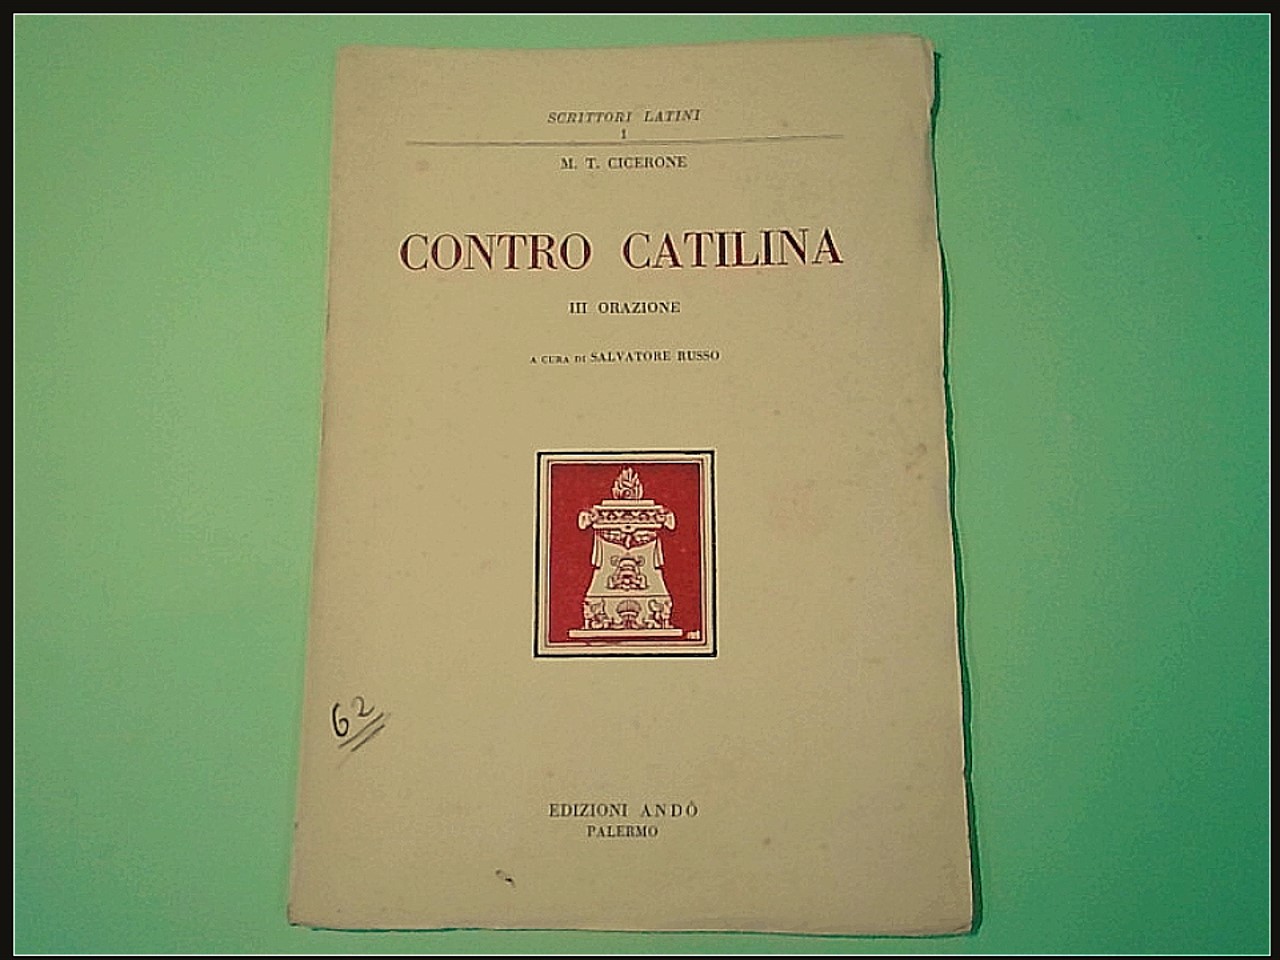 SCRITTORI LATINI
1
M. T. CICERONE
CONTRO CATILINA
III ORAZIONE
A CURA DI SALVATORE RUSSO
62
EDIZIONI ANDÒ
PALERMO